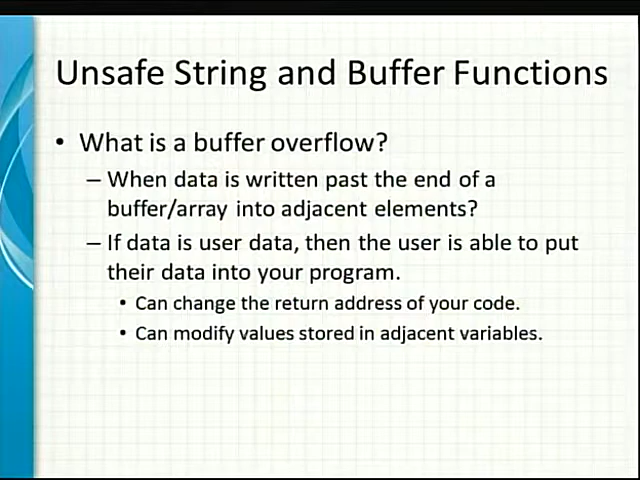 Unsafe String and Buffer Functions
• What is a buffer overflow?
– When data is written past the end of a
buffer/array into adjacent elements?
– If data is user data, then the user is able to put
their data into your program.
• Can change the return address of your code.
• Can modify values stored in adjacent variables.